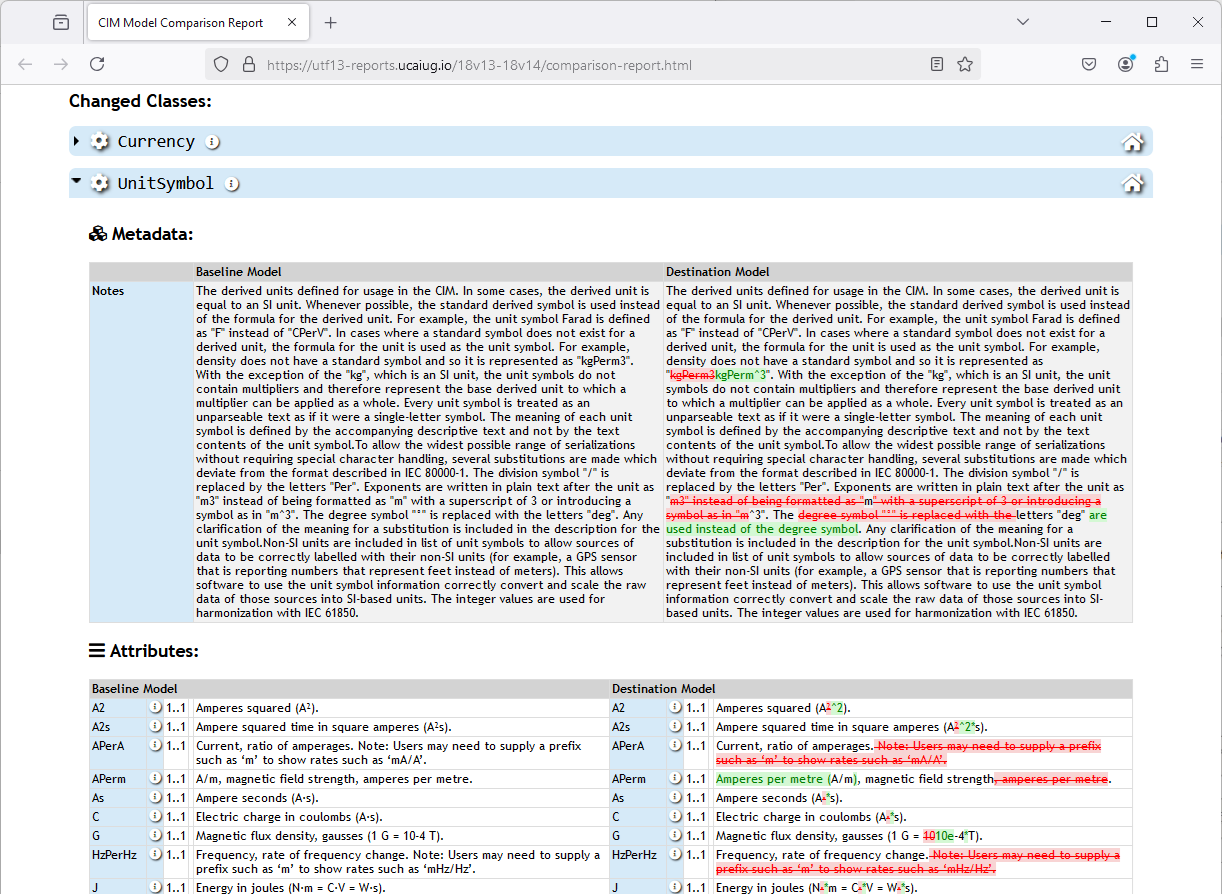 CIM Model Comparison Report
https://utf13-reports.ucaiug.io/18v13-18v14/comparison-report.html
Changed Classes:
Currency
UnitSymbol
Metadata:
Baseline Model Destination Model
Notes
The derived units defined for usage in the CIM. In some cases, the derived unit is
equal to an SI unit. Whenever possible, the standard derived symbol is used instead
of the formula for the derived unit. For example, the unit symbol Farad is defined
as "F" instead of "CPerV". In cases where a standard symbol does not exist for a
derived unit, the formula for the unit is used as the unit symbol. For example,
density does not have a standard symbol and so it is represented as "kgPerm3".
With the exception of the "kg", which is an SI unit, the unit symbols do not
contain multipliers and therefore represent the base derived unit to which a
multiplier can be applied as a whole. Every unit symbol is treated as an
unparseable text as if it were a single-letter symbol. The meaning of each unit
symbol is defined by the accompanying descriptive text and not by the text
contents of the unit symbol.To allow the widest possible range of serializations
without requiring special character handling, several substitutions are made which
deviate from the format described in IEC 80000-1. The division symbol "/" is
replaced by the letters "Per". Exponents are written in plain text after the unit as
"m3" instead of being formatted as "m" with a superscript of 3 or introducing a
symbol as in "m^3". The degree symbol "°" is replaced with the letters "deg". Any
clarification of the meaning for a substitution is included in the description for the
unit symbol.Non-SI units are included in list of unit symbols to allow sources of
data to be correctly labelled with their non-SI units (for example, a GPS sensor
that is reporting numbers that represent feet instead of meters). This allows
software to use the unit symbol information correctly convert and scale the raw
data of those sources into SI-based units. The integer values are used for
harmonization with IEC 61850.
The derived units defined for usage in the CIM. In some cases, the derived unit is
equal to an SI unit. Whenever possible, the standard derived symbol is used instead
of the formula for the derived unit. For example, the unit symbol Farad is defined
as "F" instead of "CPerV". In cases where a standard symbol does not exist for a
derived unit, the formula for the unit is used as the unit symbol. For example,
density does not have a standard symbol and so it is represented as
"kgPerm3kgPerm^3". With the exception of the "kg", which is an SI unit, the unit
symbols do not contain multipliers and therefore represent the base derived unit
to which a multiplier can be applied as a whole. Every unit symbol is treated as an
unparseable text as if it were a single-letter symbol. The meaning of each unit
symbol is defined by the accompanying descriptive text and not by the text
contents of the unit symbol.To allow the widest possible range of serializations
without requiring special character handling, several substitutions are made which
deviate from the format described in IEC 80000-1. The division symbol "/" is
replaced by the letters "Per". Exponents are written in plain text after the unit as
"m3" instead of being formatted as "m" with a superscript of 3 or introducing a
symbol as in "m^3". The degree symbol "°" is replaced with the letters "deg" are
used instead of the degree symbol. Any clarification of the meaning for a
substitution is included in the description for the unit symbol.Non-SI units are
included in list of unit symbols to allow sources of data to be correctly labelled
with their non-SI units (for example, a GPS sensor that is reporting numbers that
represent feet instead of meters). This allows software to use the unit symbol
information correctly convert and scale the raw data of those sources into SI-
based units. The integer values are used for harmonization with IEC 61850.
Attributes:
Baseline Model Destination Model
A2 1..1 Amperes squared (A²). A2 1..1 Amperes squared (A²^2).
A2s 1..1 Ampere squared time in square amperes (A²s). A2s 1..1 Ampere squared time in square amperes (A²^2*s).
APerA 1..1 Current, ratio of amperages. Note: Users may need to supply a prefix
such as ‘m’ to show rates such as ‘mA/A’.
APerA 1..1 Current, ratio of amperages. Note: Users may need to supply a prefix
such as ‘m’ to show rates such as ‘mA/A’.
APerm 1..1 A/m, magnetic field strength, amperes per metre. APerm 1..1 Amperes per metre (A/m), magnetic field strength, amperes per metre.
As 1..1 Ampere seconds (A·s). As 1..1 Ampere seconds (A·*s).
C 1..1 Electric charge in coulombs (A·s). C 1..1 Electric charge in coulombs (A·*s).
G 1..1 Magnetic flux density, gausses (1 G = 10-4 T). G 1..1 Magnetic flux density, gausses (1 G = 1010e-4*T).
HzPerHz 1..1 Frequency, rate of frequency change. Note: Users may need to supply a
prefix such as ‘m’ to show rates such as ‘mHz/Hz’.
HzPerHz 1..1 Frequency, rate of frequency change. Note: Users may need to supply a
prefix such as ‘m’ to show rates such as ‘mHz/Hz’.
J 1..1 Energy in joules (N·m = C·V = W·s). J 1..1 Energy in joules (N·*m = C·*V = W·*s).